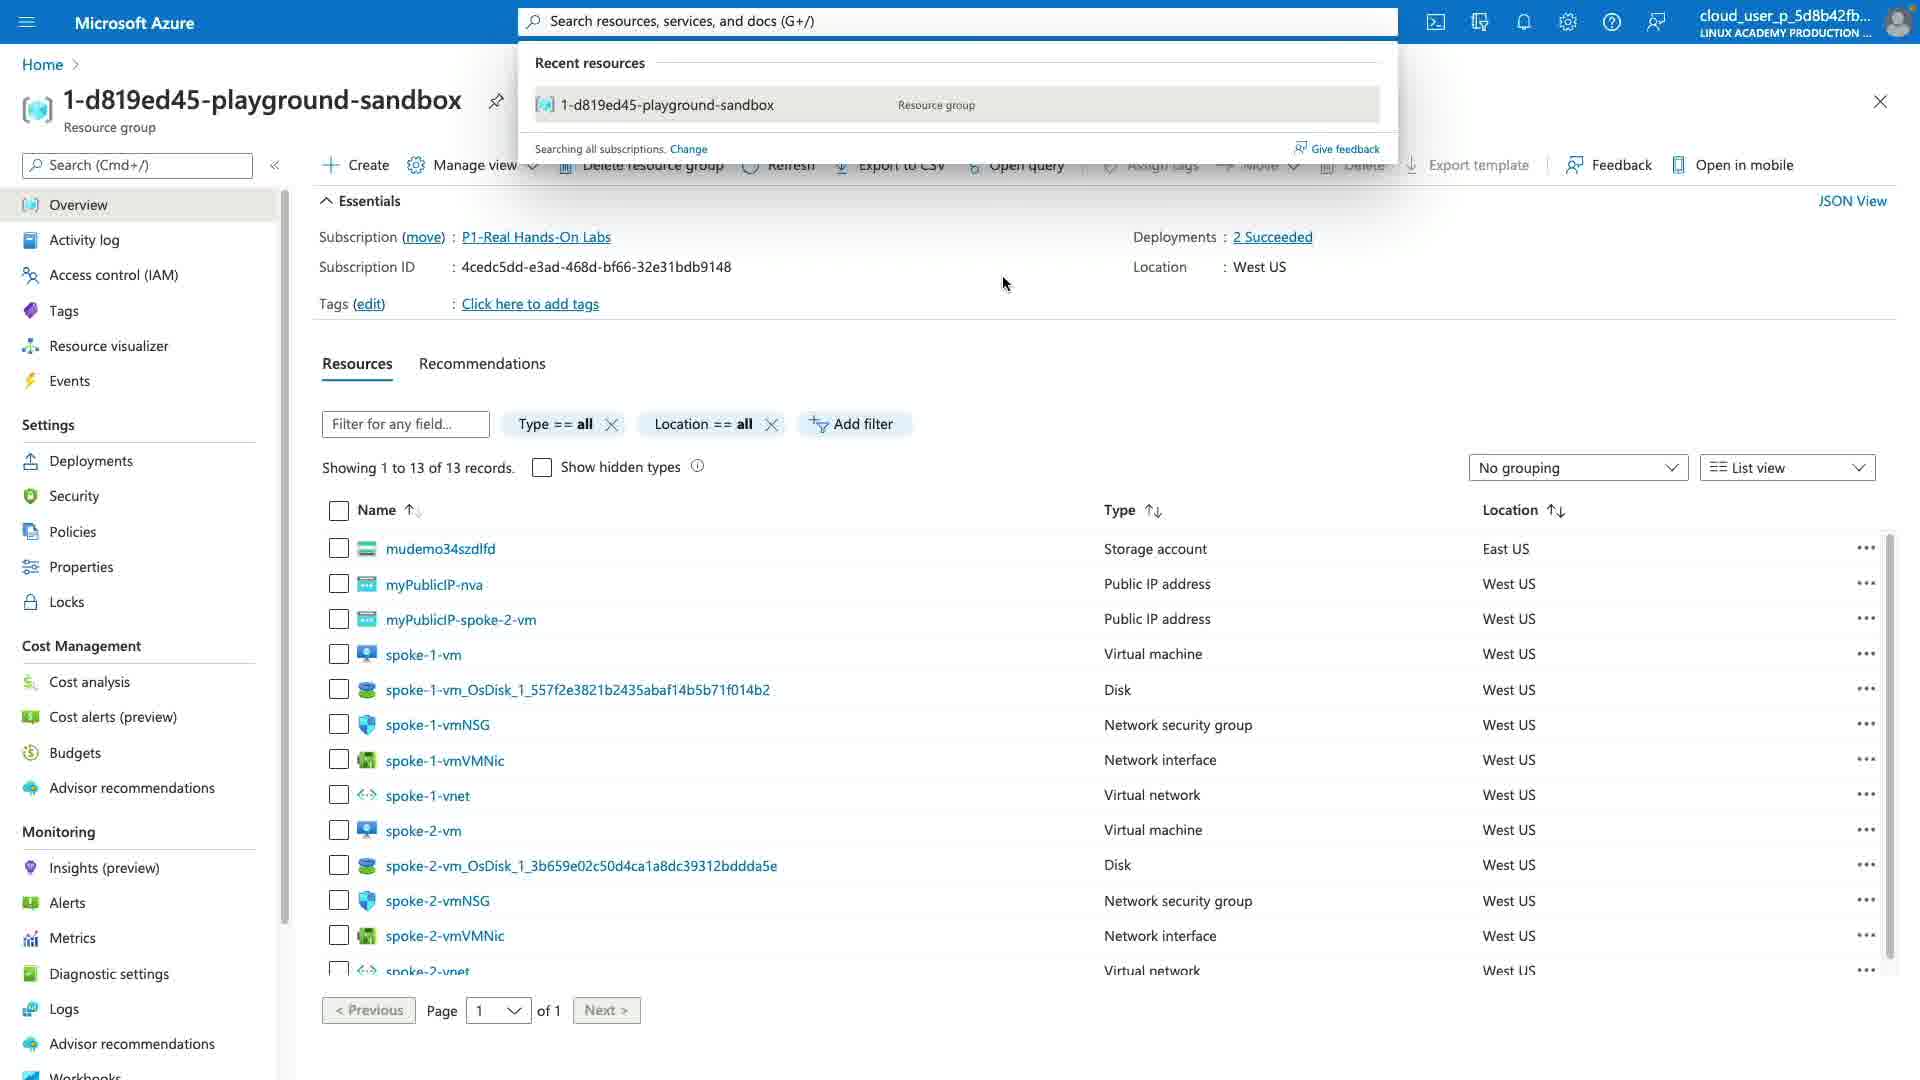 Microsoft Azure
Search resources, services, and docs (G+/)
cloud_user_p_5d8b42fb...
LINUX ACADEMY PRODUCTION ...
Home
Recent resources
1-d819ed45-playground-sandbox
Resource group
1-d819ed45-playground-sandbox
Resource group
Searching all subscriptions. Change
Give feedback
Search (Cmd+/)
Create
Manage view
Delete resource group
Refresh
Export to CSV
Open query
Assign tags
Move
Delete
Export template
Feedback
Open in mobile
Overview
Activity log
Access control (IAM)
Tags
Resource visualizer
Events
Settings
Deployments
Security
Policies
Properties
Locks
Cost Management
Cost analysis
Cost alerts (preview)
Budgets
Advisor recommendations
Monitoring
Insights (preview)
Alerts
Metrics
Diagnostic settings
Logs
Advisor recommendations
Workbooks
Essentials
JSON View
Subscription (move) : P1-Real Hands-On Labs
Deployments : 2 Succeeded
Subscription ID : 4cedc5dd-e3ad-468d-bf66-32e31bdb9148
Location : West US
Tags (edit) : Click here to add tags
Resources Recommendations
Filter for any field...
Type == all
Location == all
Add filter
Showing 1 to 13 of 13 records.
Show hidden types
No grouping
List view
Name Type Location
mudemo34szdlfd Storage account East US
myPublicIP-nva Public IP address West US
myPublicIP-spoke-2-vm Public IP address West US
spoke-1-vm Virtual machine West US
spoke-1-vm_OsDisk_1_557f2e3821b2435abaf14b5b71f014b2 Disk West US
spoke-1-vmNSG Network security group West US
spoke-1-vmVMNic Network interface West US
spoke-1-vnet Virtual network West US
spoke-2-vm Virtual machine West US
spoke-2-vm_OsDisk_1_3b659e02c50d4ca1a8dc39312bddda5e Disk West US
spoke-2-vmNSG Network security group West US
spoke-2-vmVMNic Network interface West US
spoke-2-vnet Virtual network West US
< Previous Page 1 of 1 Next >